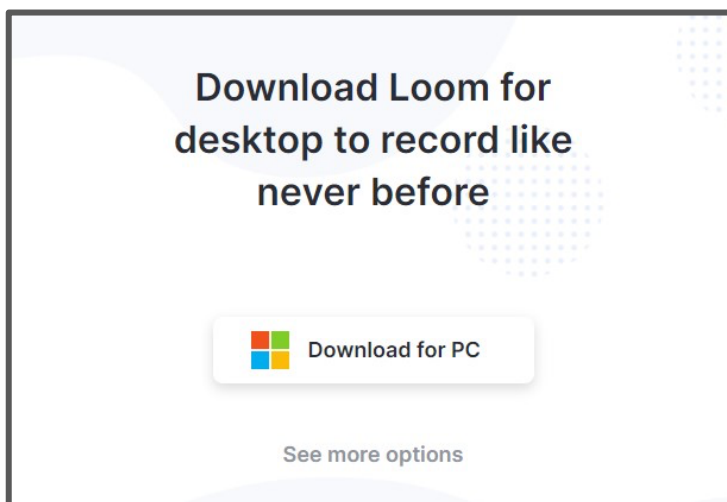 Download Loom for
desktop to record like
never before
Download for PC
See more options